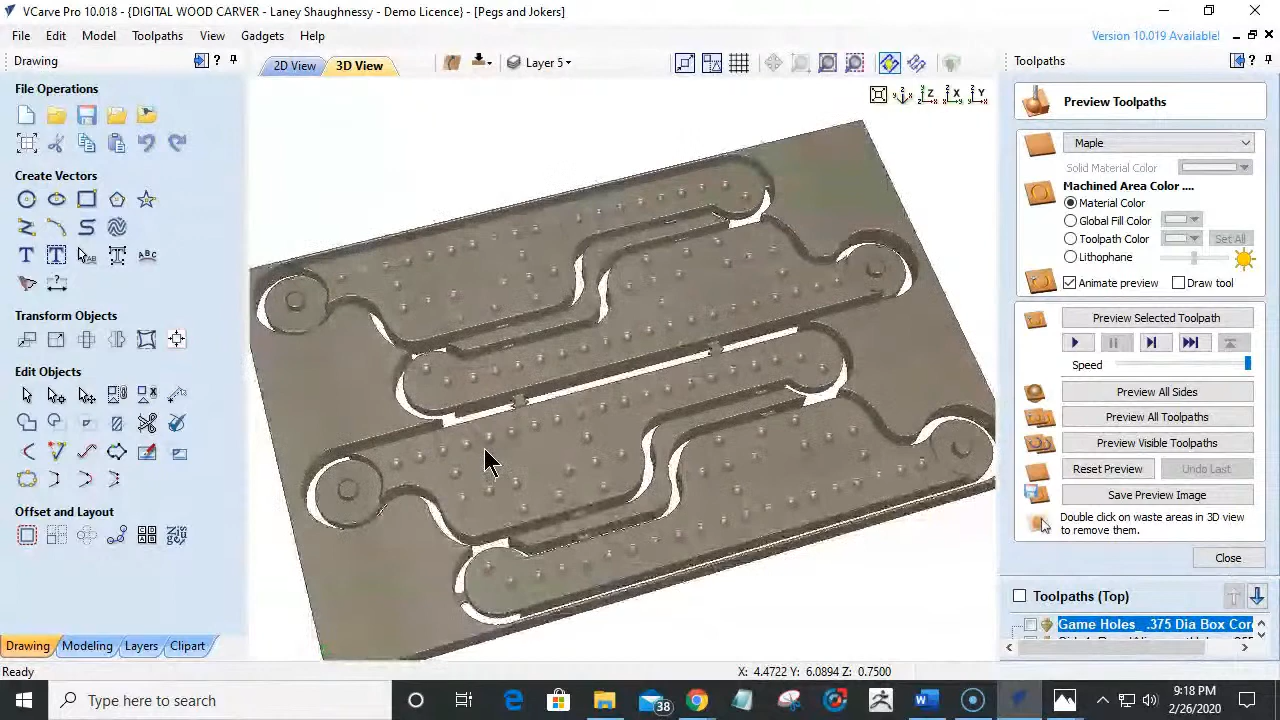 VCarve Pro 10.018 - {DIGITAL WOOD CARVER - Laney Shaughnessy - Demo Licence} - [Pegs and Jokers]
File Edit Model Toolpaths View Gadgets Help
Version 10.019 Available!
Drawing
2D View 3D View
Layer 5
Toolpaths
File Operations
Create Vectors
Transform Objects
Edit Objects
Offset and Layout
Drawing Modeling Layers Clipart
Preview Toolpaths
Maple
Solid Material Color
Machined Area Color ....
Material Color
Global Fill Color
Toolpath Color Set All
Lithophane
Animate preview Draw tool
Preview Selected Toolpath
Speed
Preview All Sides
Preview All Toolpaths
Preview Visible Toolpaths
Reset Preview Undo Last
Save Preview Image
Double click on waste areas in 3D view
to remove them.
Close
Toolpaths (Top)
Game Holes .375 Dia Box Cor
Ready
X: 4.4722 Y: 6.0894 Z: 0.7500
Type here to search
38
9:18 PM
2/26/2020